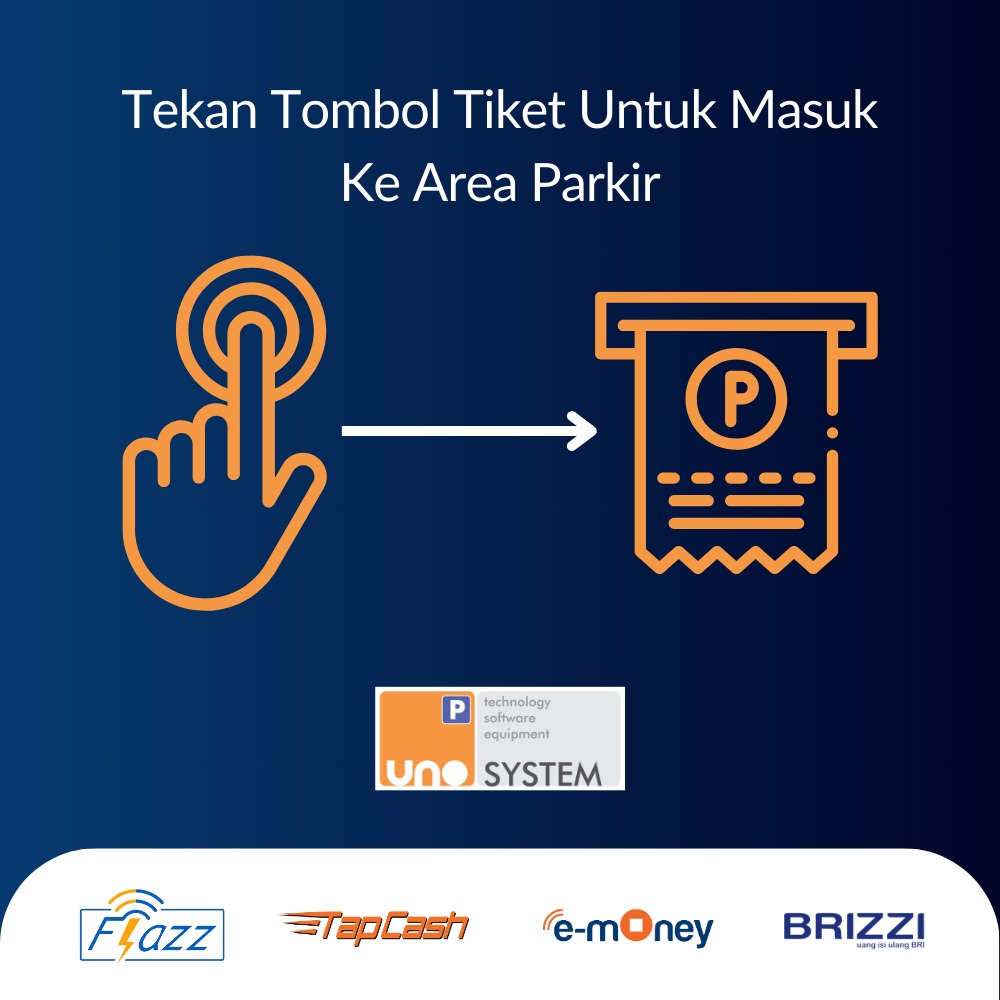 Tekan Tombol Tiket Untuk Masuk
Ke Area Parkir
P
P
technology
software
equipment
uno SYSTEM
Flazz
TapCash
e-money
BRIZZI
uang isi ulang BRI